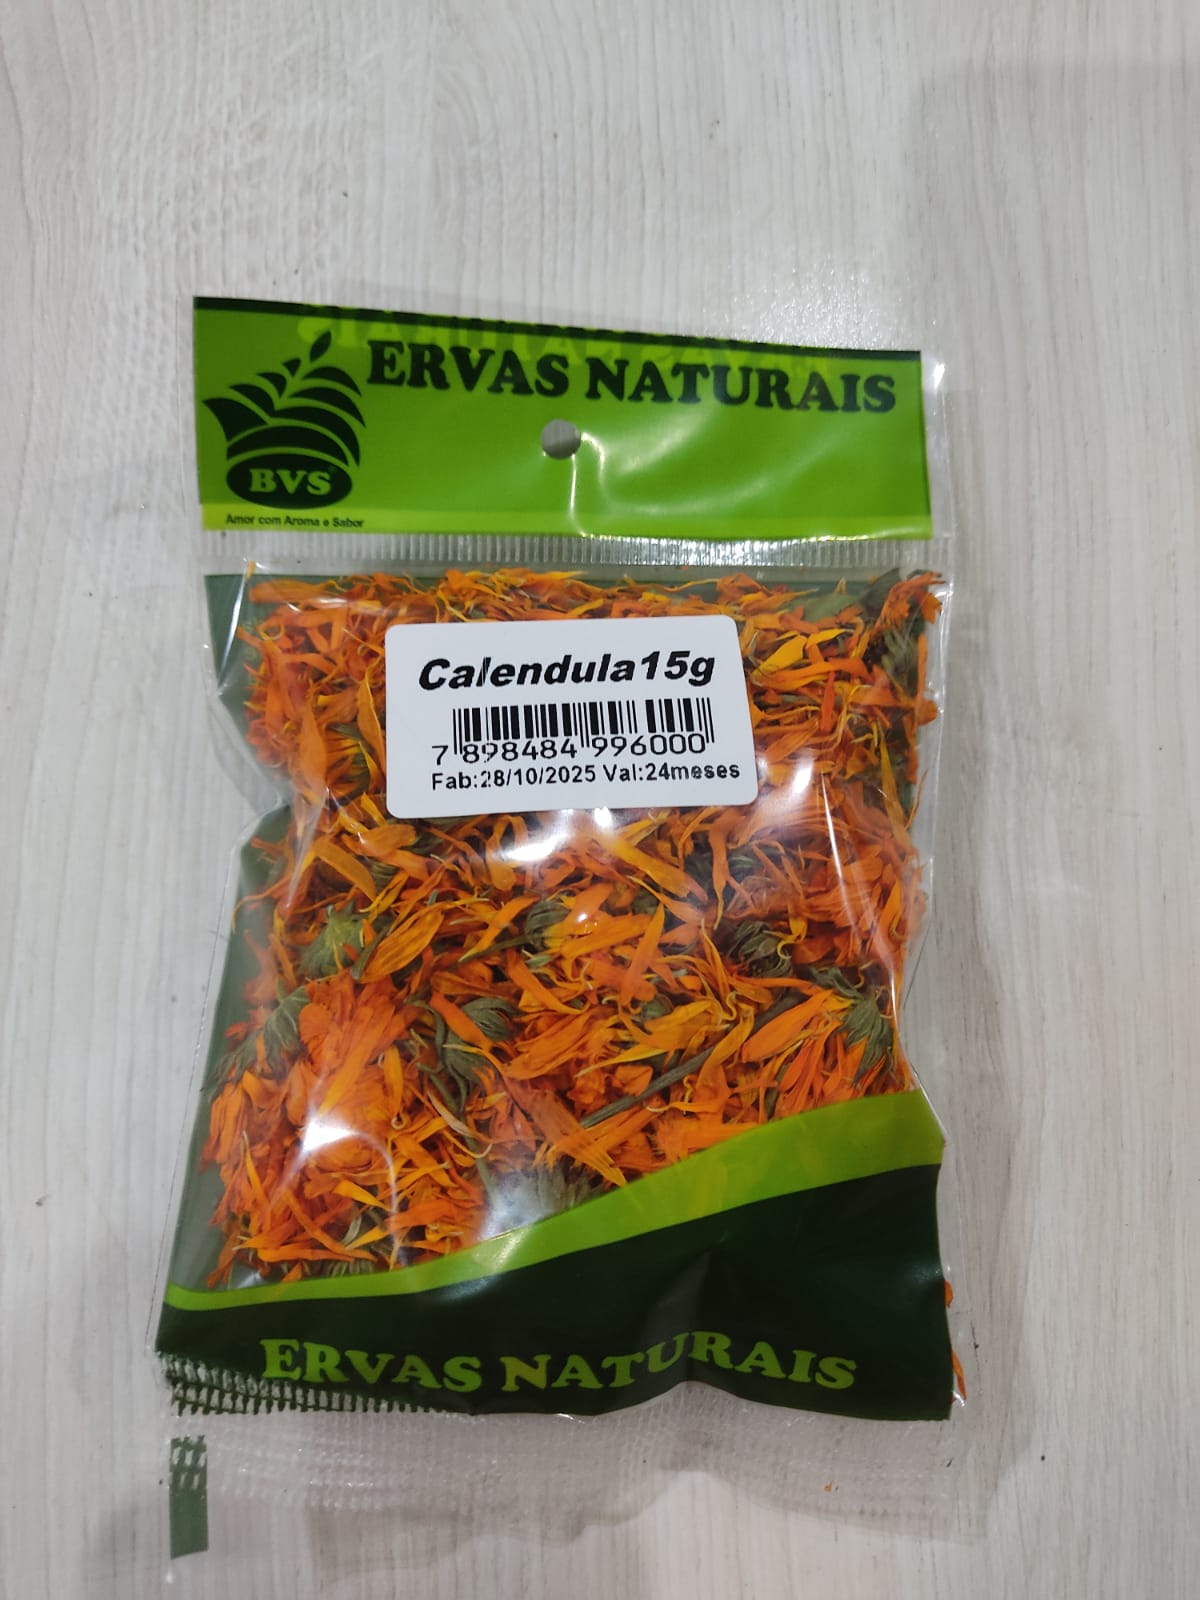 ERVAS NATURAIS
BVS
Amor com Aroma e Sabor
Calendula15g
7 898484 996000
Fab:28/10/2025 Val:24meses
ERVAS NATURAIS